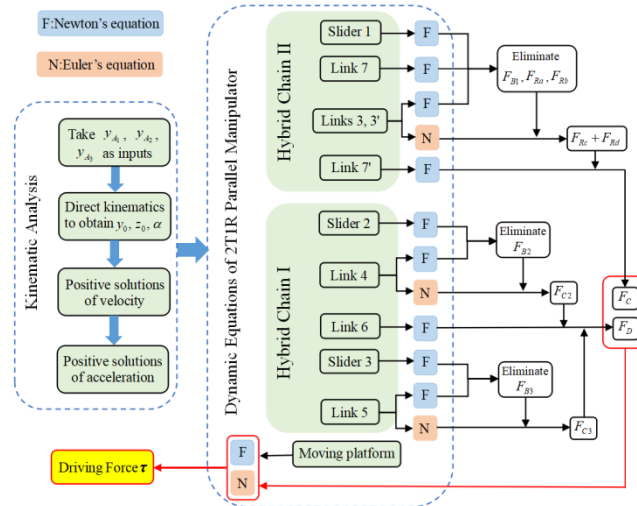 F:Newton's equation
N:Euler's equation
Kinematic Analysis
Take y_{A_1}, y_{A_2},
y_{A_3} as inputs
Direct kinematics
to obtain y_0, z_0, α
Positive solutions
of velocity
Positive solutions
of acceleration
Driving Force τ
Dynamic Equations of 2T1R Parallel Manipulator
Hybrid Chain II
Slider 1
F
Link 7
F
Links 3, 3'
F
N
Link 7'
F
Eliminate
F_{B1}, F_{Ra}, F_{Rb}
F_{Rc} + F_{Rd}
Hybrid Chain I
Slider 2
F
Link 4
F
N
Link 6
F
Slider 3
F
Link 5
F
N
Eliminate
F_{B2}
F_{C2}
Eliminate
F_{B3}
F_{C3}
F_C
F_D
F
N
Moving platform